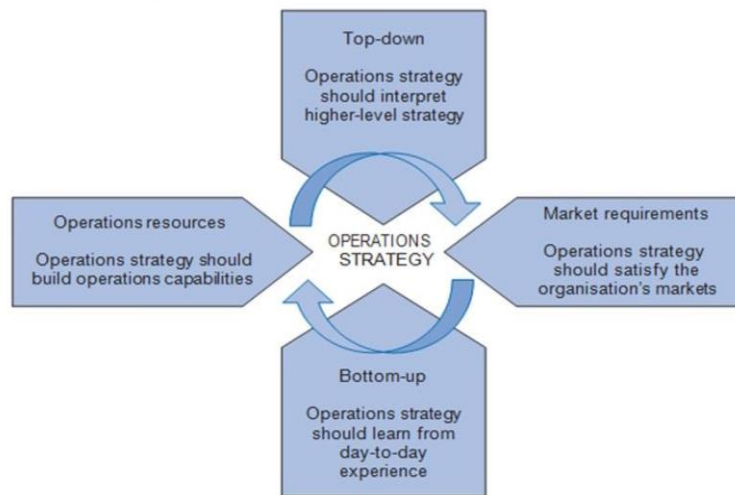 Top-down
Operations strategy
should interpret
higher-level strategy
Operations resources
Operations strategy should
build operations capabilities
OPERATIONS
STRATEGY
Market requirements
Operations strategy
should satisfy the
organisation's markets
Bottom-up
Operations strategy
should learn from
day-to-day
experience